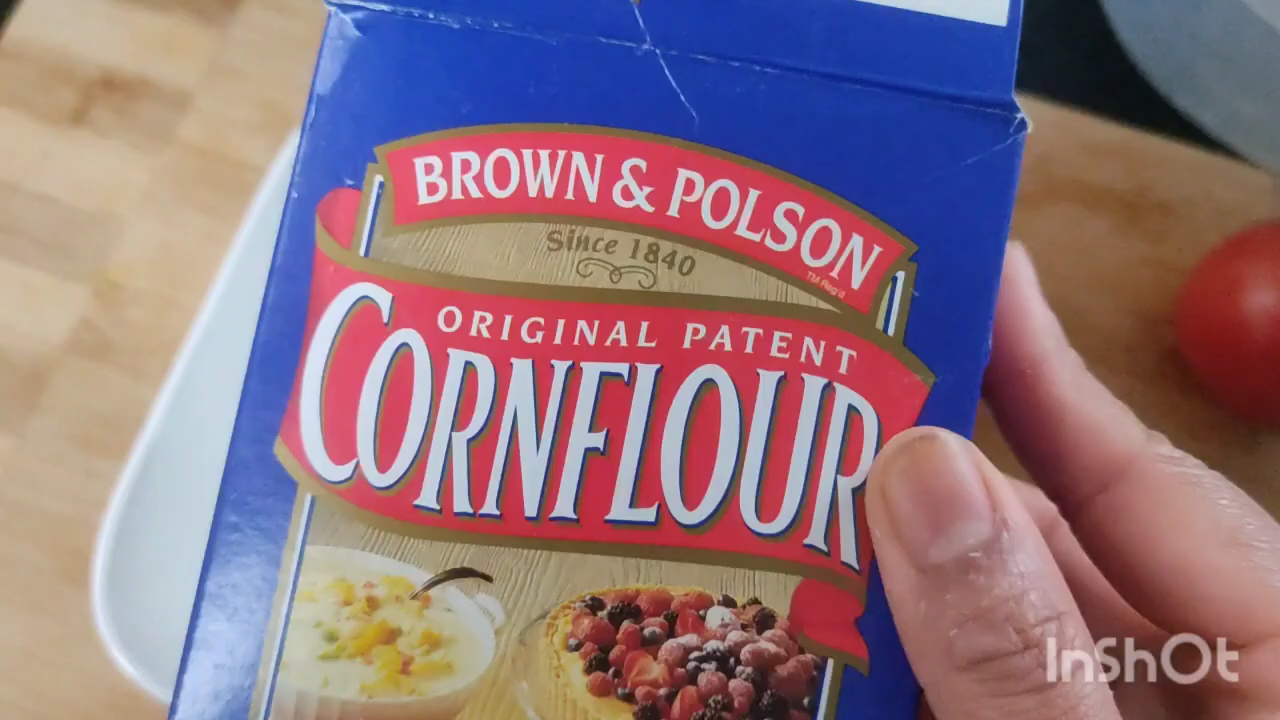 BROWN & POLSON
TM Reg'd
Since 1840
ORIGINAL PATENT
CORNFLOUR
InShOt